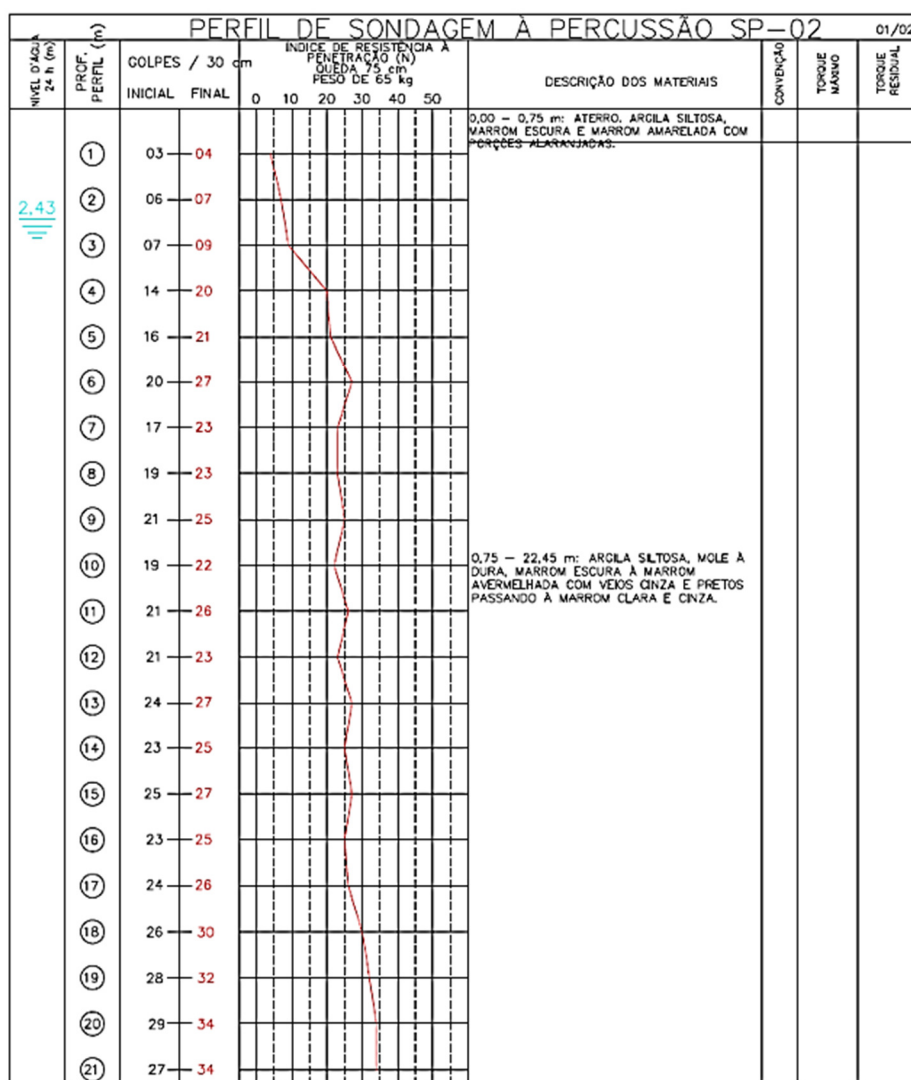 PERFIL DE SONDAGEM À PERCUSSÃO SP-02
01/02
NIVEL D'ÁGUA
24 h (m)
PROF.
PERFIL (m)
GOLPES / 30 cm
INICIAL FINAL
ÍNDICE DE RESISTÊNCIA À
PENETRAÇÃO (N)
QUEDA 75 cm
PESO DE 65 kg
0 10 20 30 40 50
DESCRIÇÃO DOS MATERIAIS
CONVENÇÃO
TORQUE
MÁXIMO
TORQUE
RESIDUAL
0,00 - 0,75 m: ATERRO. ARGILA SILTOSA,
MARROM ESCURA E MARROM AMARELADA COM
PORÇÕES ALARANJADAS.
1 03 04
2 06 07
2,43
3 07 09
4 14 20
5 16 21
6 20 27
7 17 23
8 19 23
9 21 25
10 19 22
0,75 - 22,45 m: ARGILA SILTOSA, MOLE À
DURA, MARROM ESCURA À MARROM
AVERMELHADA COM VEIOS CINZA E PRETOS
PASSANDO À MARROM CLARA E CINZA.
11 21 26
12 21 23
13 24 27
14 23 25
15 25 27
16 23 25
17 24 26
18 26 30
19 28 32
20 29 34
21 27 34